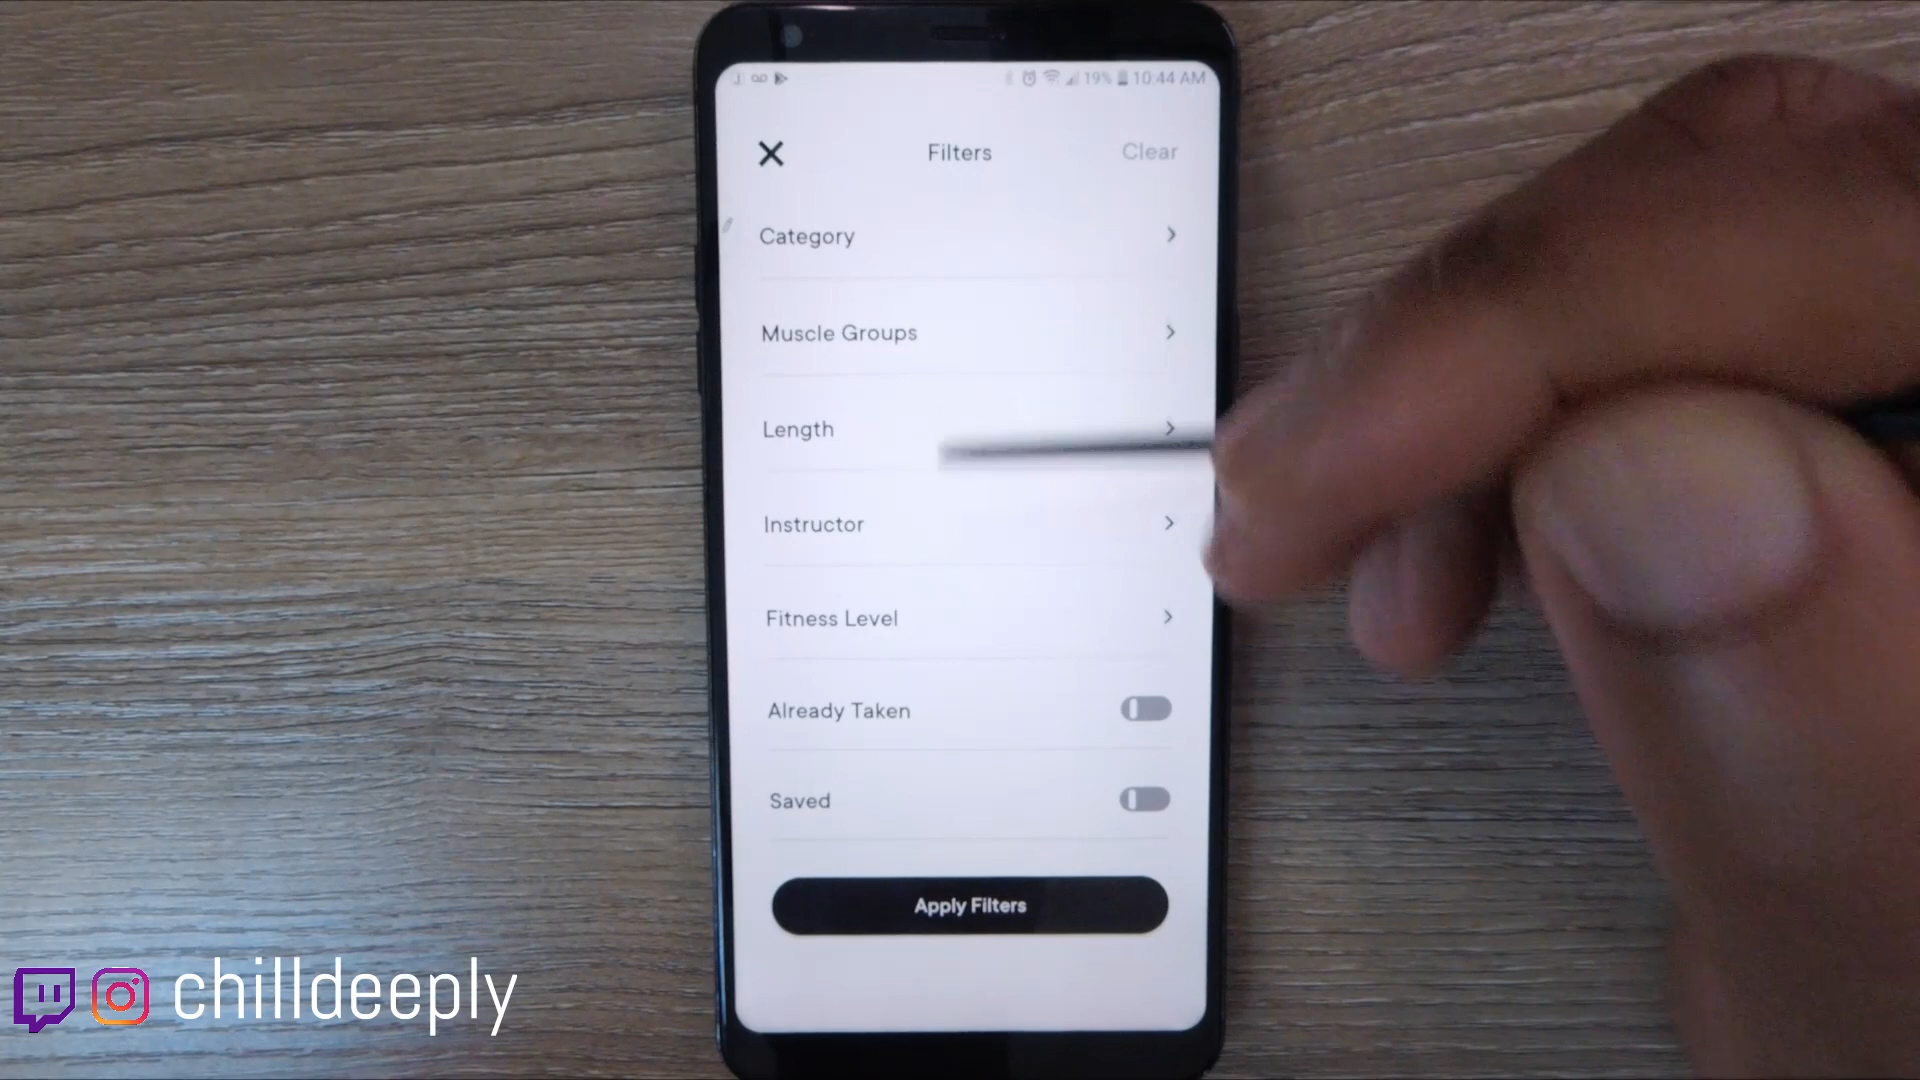 19% 10:44 AM
Filters Clear
Category
Muscle Groups
Length
Instructor
Fitness Level
Already Taken
Saved
Apply Filters
chilldeeply